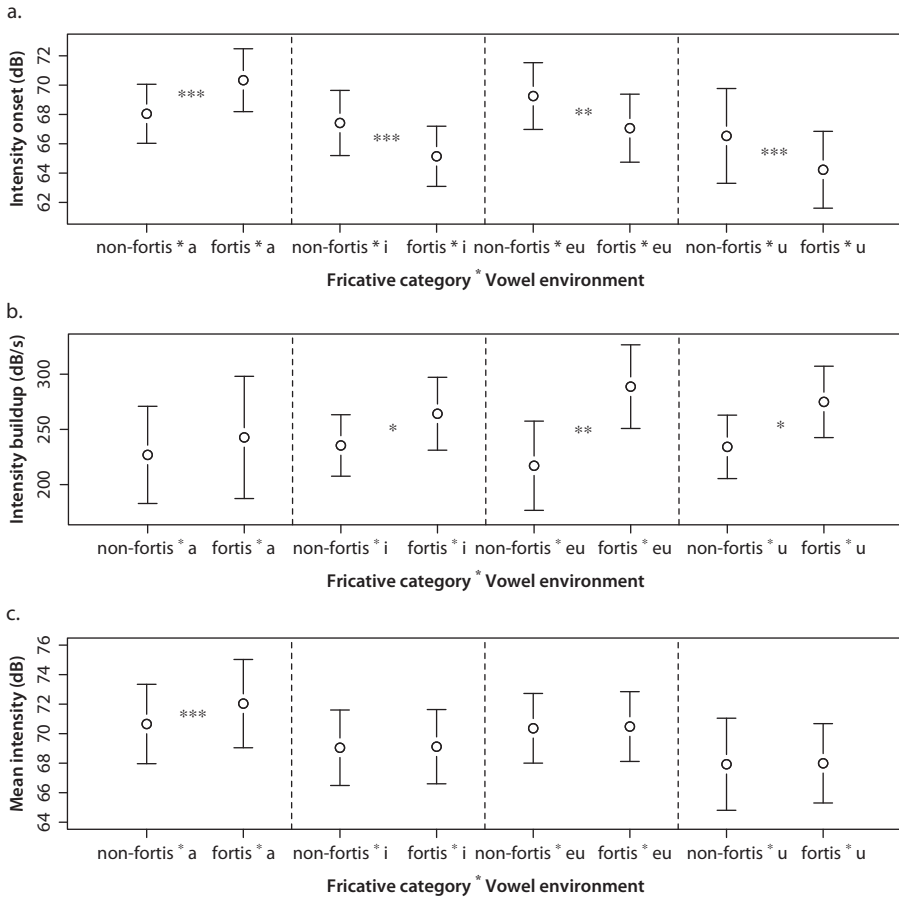 a.
Intensity onset (dB)
72
70
68
66
64
62
***
***
**
***
non-fortis * a fortis * a non-fortis * i fortis * i non-fortis * eu fortis * eu non-fortis * u fortis * u
Fricative category * Vowel environment
b.
Intensity buildup (dB/s)
300
250
200
*
**
*
non-fortis * a fortis * a non-fortis * i fortis * i non-fortis * eu fortis * eu non-fortis * u fortis * u
Fricative category * Vowel environment
c.
Mean intensity (dB)
76
74
72
70
68
66
64
***
non-fortis * a fortis * a non-fortis * i fortis * i non-fortis * eu fortis * eu non-fortis * u fortis * u
Fricative category * Vowel environment